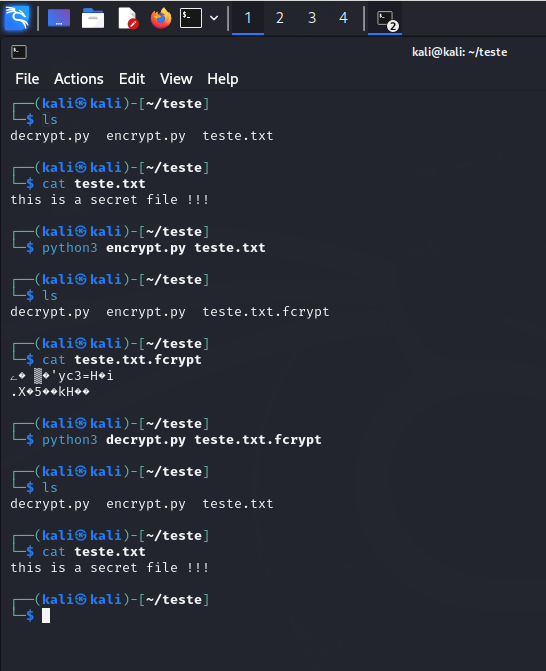 1 2 3 4 2
kali@kali: ~/teste
File Actions Edit View Help
┌──(kali㉿kali)-[~/teste]
└─$ ls
decrypt.py encrypt.py teste.txt
┌──(kali㉿kali)-[~/teste]
└─$ cat teste.txt
this is a secret file !!!
┌──(kali㉿kali)-[~/teste]
└─$ python3 encrypt.py teste.txt
┌──(kali㉿kali)-[~/teste]
└─$ ls
decrypt.py encrypt.py teste.txt.fcrypt
┌──(kali㉿kali)-[~/teste]
└─$ cat teste.txt.fcrypt
�'yc3=H�i
.X�5��kH��
┌──(kali㉿kali)-[~/teste]
└─$ python3 decrypt.py teste.txt.fcrypt
┌──(kali㉿kali)-[~/teste]
└─$ ls
decrypt.py encrypt.py teste.txt
┌──(kali㉿kali)-[~/teste]
└─$ cat teste.txt
this is a secret file !!!
┌──(kali㉿kali)-[~/teste]
└─$